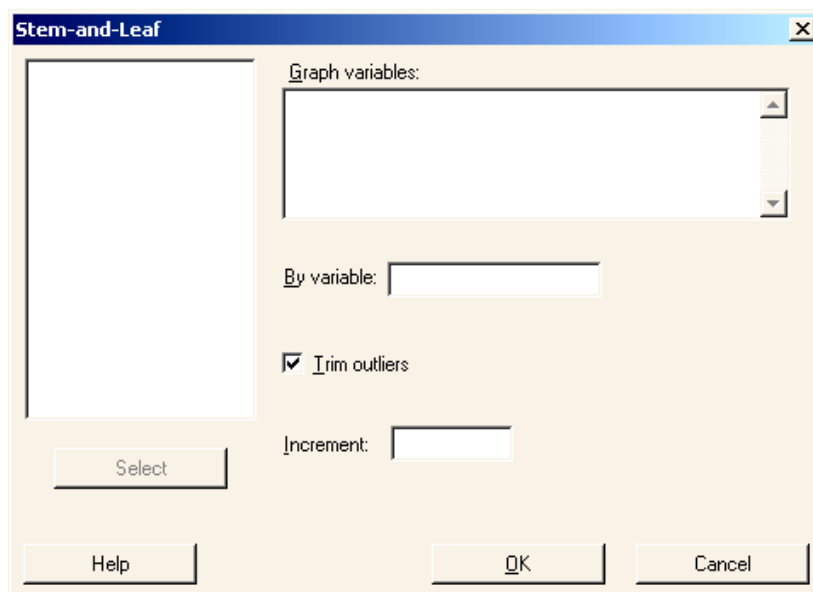 Stem-and-Leaf
Graph variables:
By variable:
Trim outliers
Increment:
Select
Help
OK
Cancel